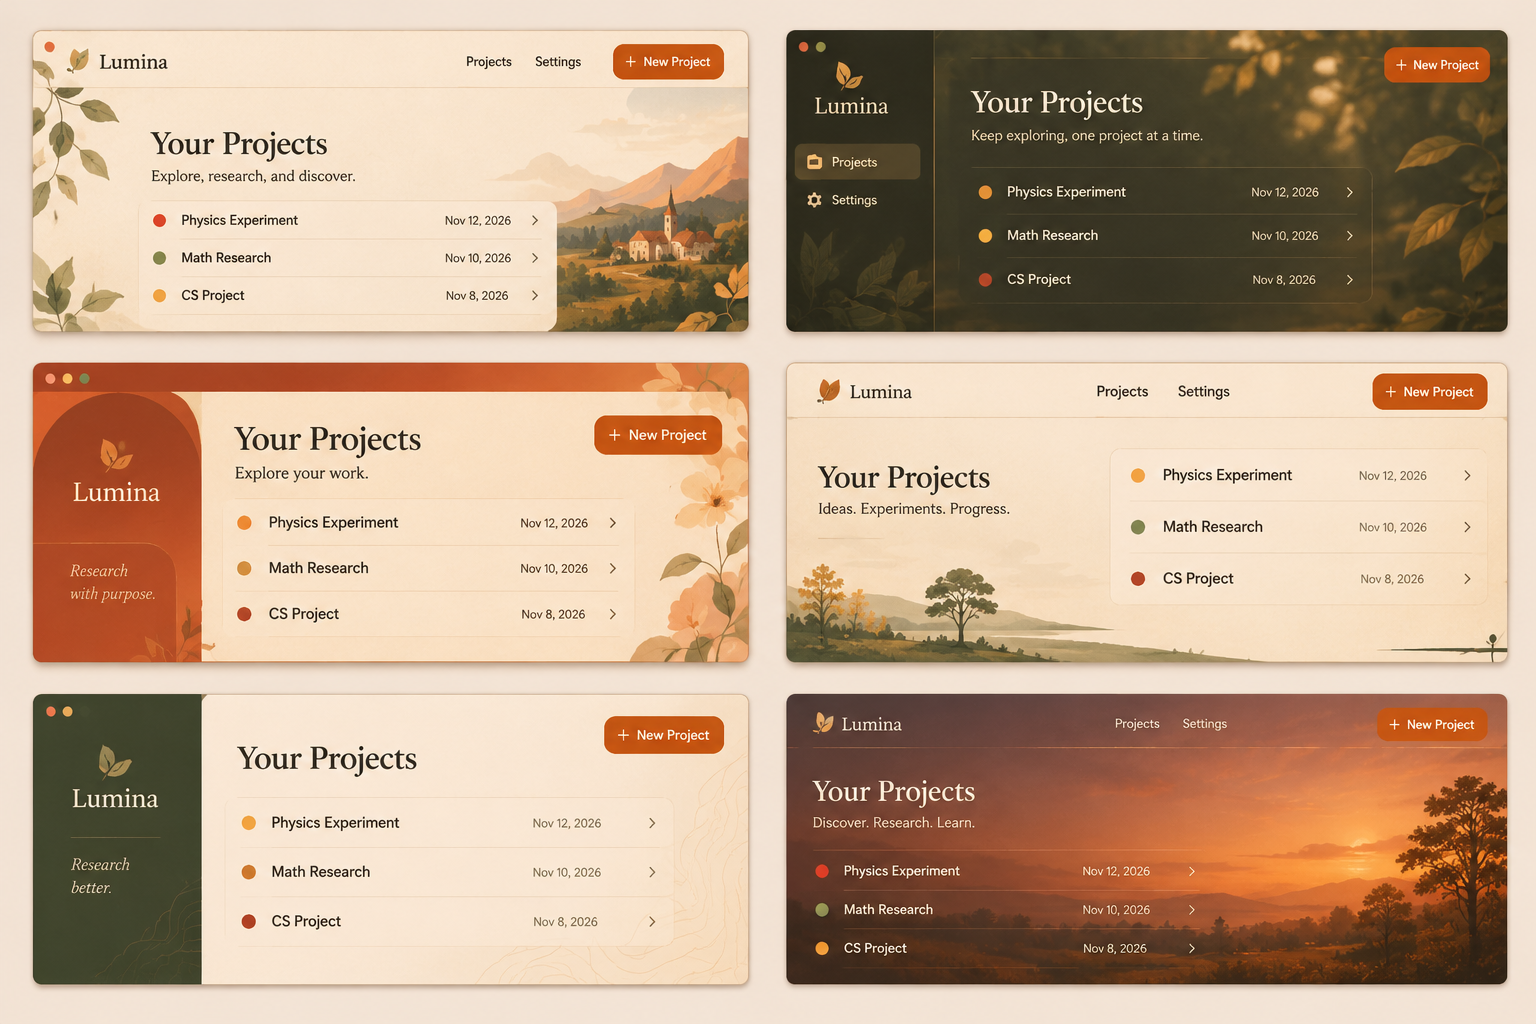 Lumina
Projects
Settings
+ New Project
Your Projects
Explore, research, and discover.
Physics Experiment
Nov 12, 2026
Math Research
Nov 10, 2026
CS Project
Nov 8, 2026
Lumina
Projects
Settings
+ New Project
Your Projects
Keep exploring, one project at a time.
Physics Experiment
Nov 12, 2026
Math Research
Nov 10, 2026
CS Project
Nov 8, 2026
Lumina
Research
with purpose.
Your Projects
Explore your work.
+ New Project
Physics Experiment
Nov 12, 2026
Math Research
Nov 10, 2026
CS Project
Nov 8, 2026
Lumina
Projects
Settings
+ New Project
Your Projects
Ideas. Experiments. Progress.
Physics Experiment
Nov 12, 2026
Math Research
Nov 10, 2026
CS Project
Nov 8, 2026
Lumina
Research
better.
Your Projects
+ New Project
Physics Experiment
Nov 12, 2026
Math Research
Nov 10, 2026
CS Project
Nov 8, 2026
Lumina
Projects
Settings
+ New Project
Your Projects
Discover. Research. Learn.
Physics Experiment
Nov 12, 2026
Math Research
Nov 10, 2026
CS Project
Nov 8, 2026